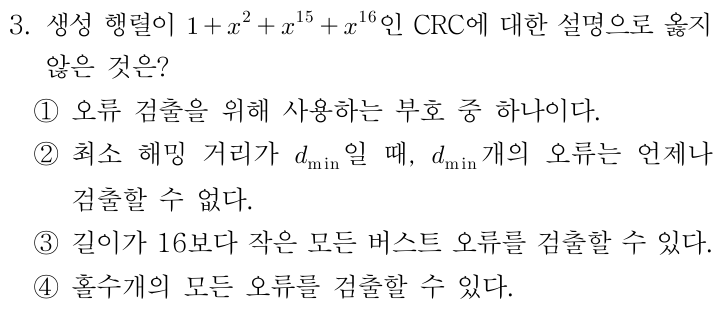 3. 생성 행렬이 1+x²+x¹⁵+x¹⁶인 CRC에 대한 설명으로 옳지
않은 것은?
① 오류 검출을 위해 사용하는 부호 중 하나이다.
② 최소 해밍 거리가 d_min일 때, d_min개의 오류는 언제나
검출할 수 없다.
③ 길이가 16보다 작은 모든 버스트 오류를 검출할 수 있다.
④ 홀수개의 모든 오류를 검출할 수 있다.